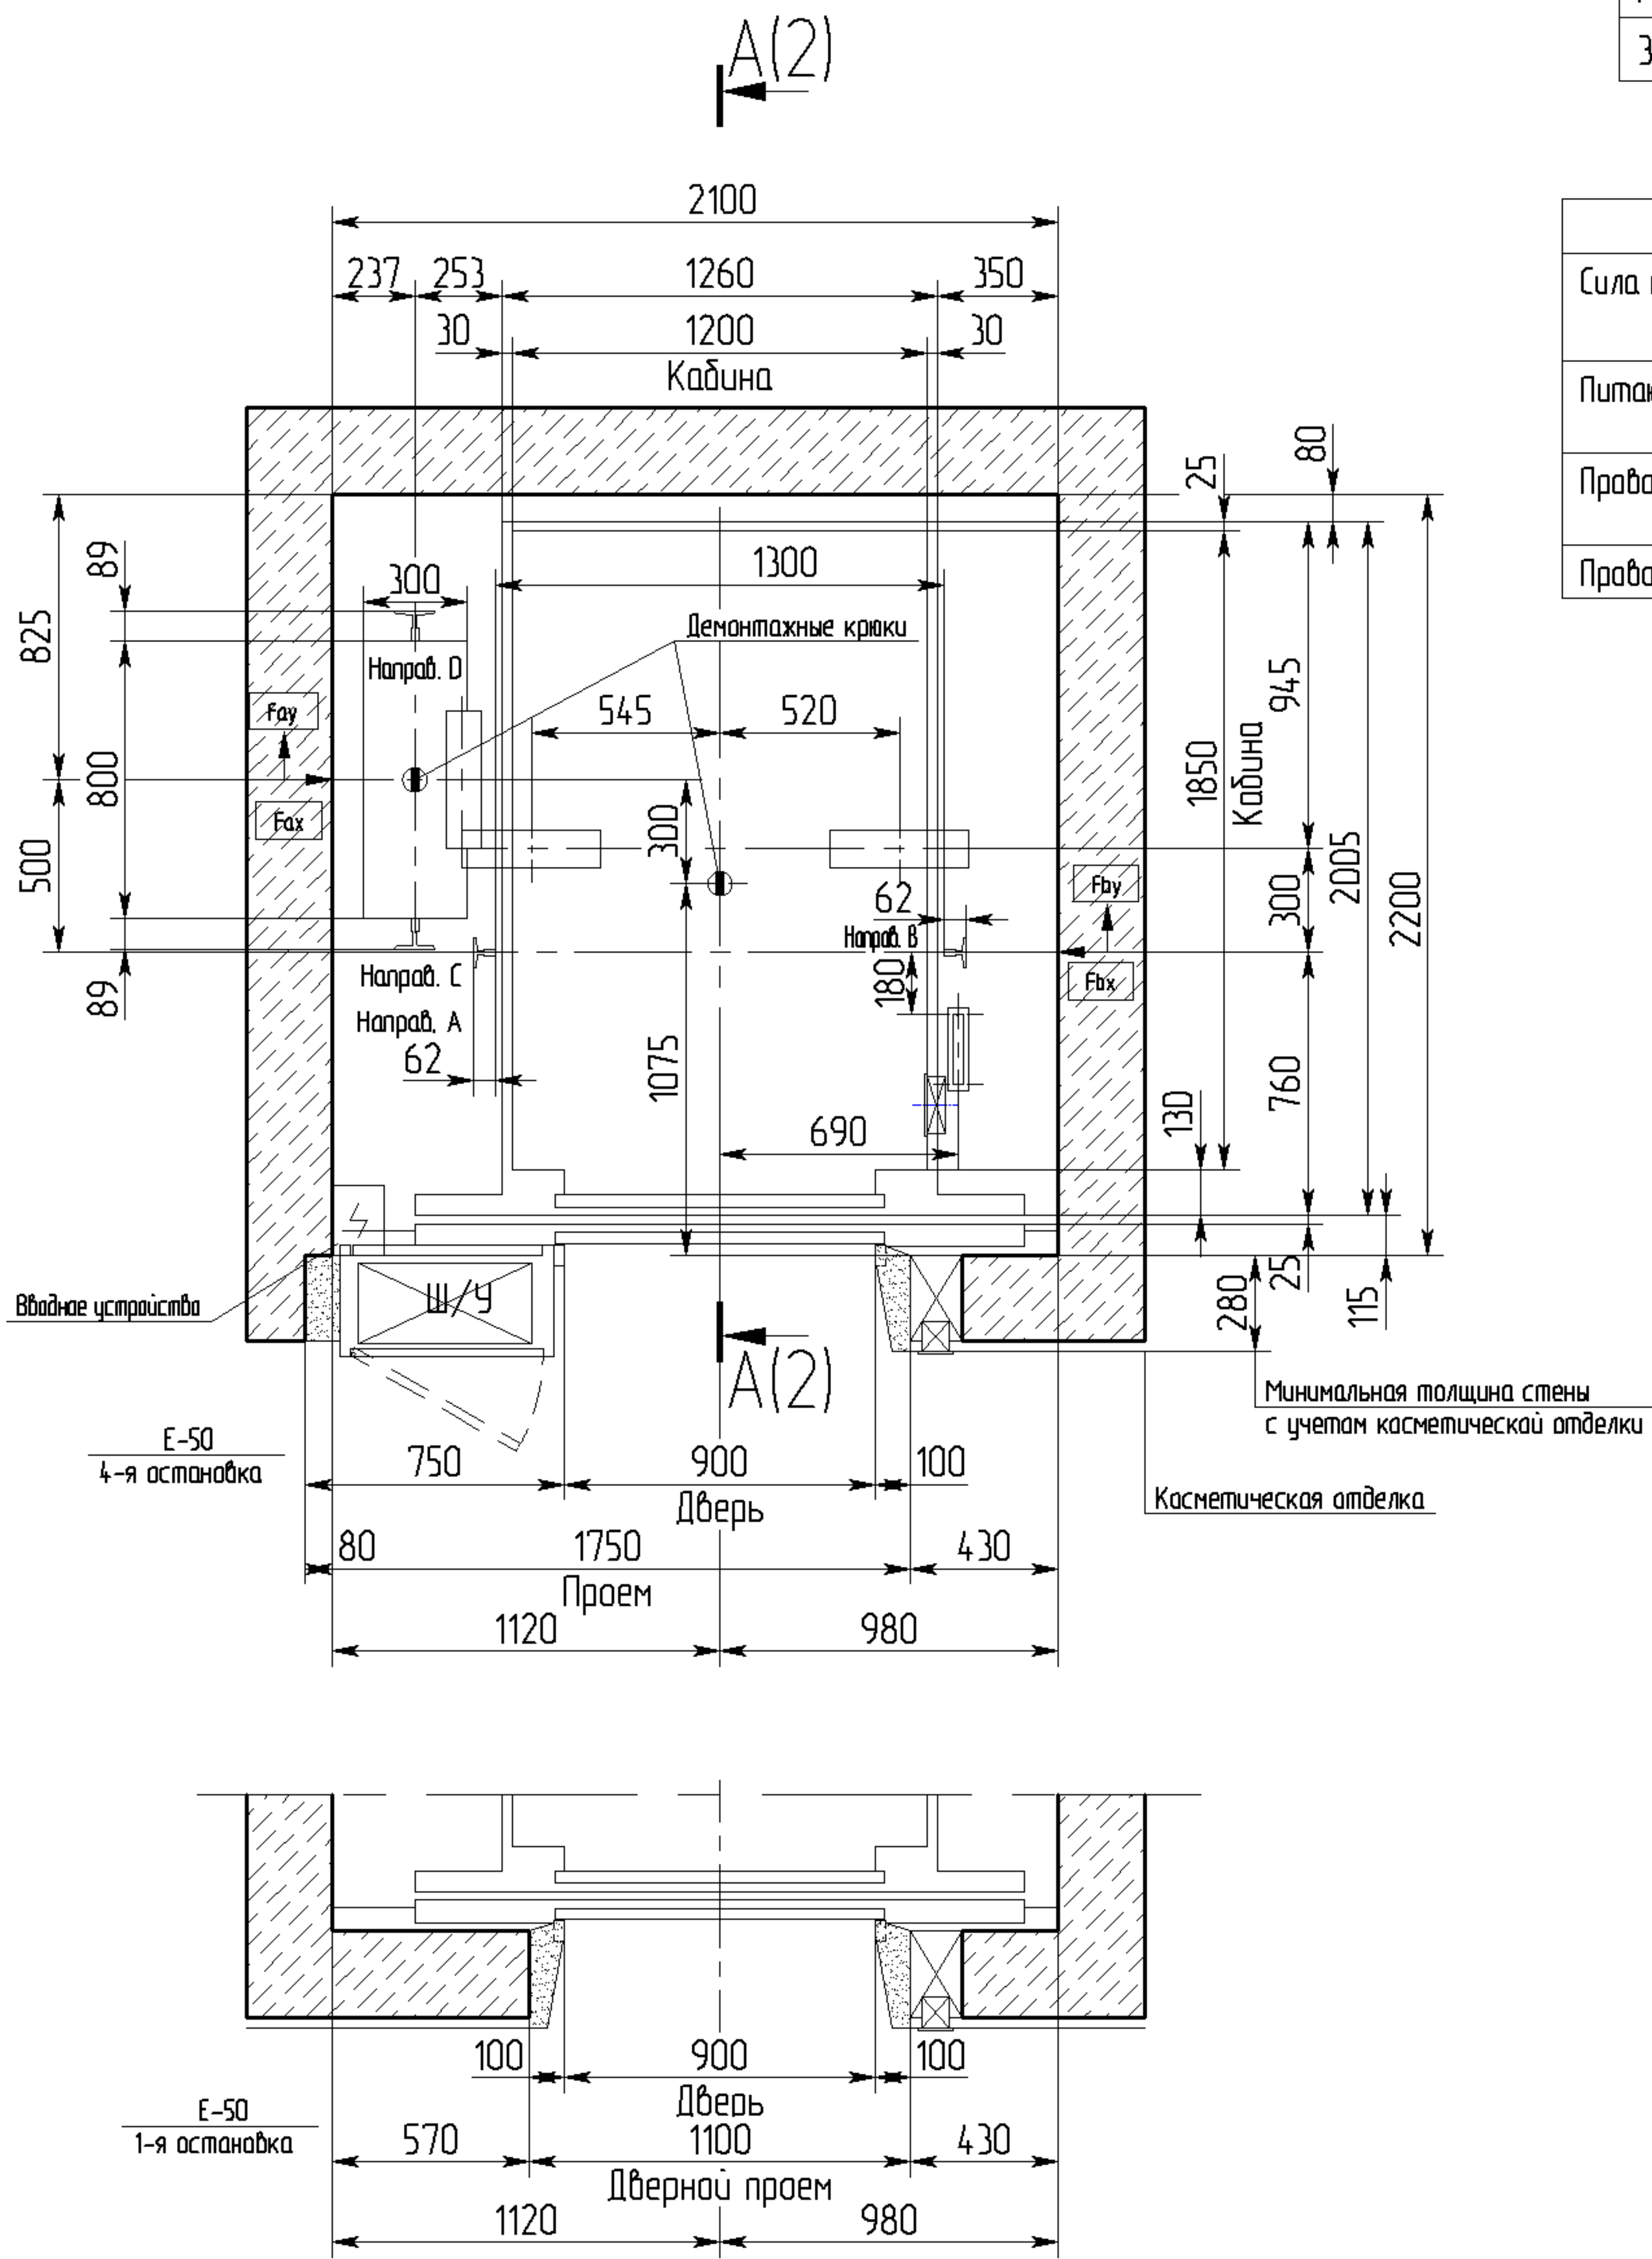 А(2)
З
2100
237
253
1260
350
30
1200
30
Кабина
Сила
80
25
825
89
300
1300
Демонтажные крюки
Направ. D
545
520
945
Fay
800
1850
Кабина
Fax
500
300
2005
2200
62
Fby
300
Направ. В
Направ. С
180
Fbx
89
Направ. А
62
1075
760
130
690
Вводное устройство
Ш/У
280
25
115
А(2)
Минимальная толщина стены
с учетом косметической отделки
Е-50
4-я остановка
750
900
100
Дверь
Косметическая отделка
80
1750
430
Проем
1120
980
100
900
100
Дверь
Е-50
1-я остановка
570
1100
430
Дверной проем
1120
980